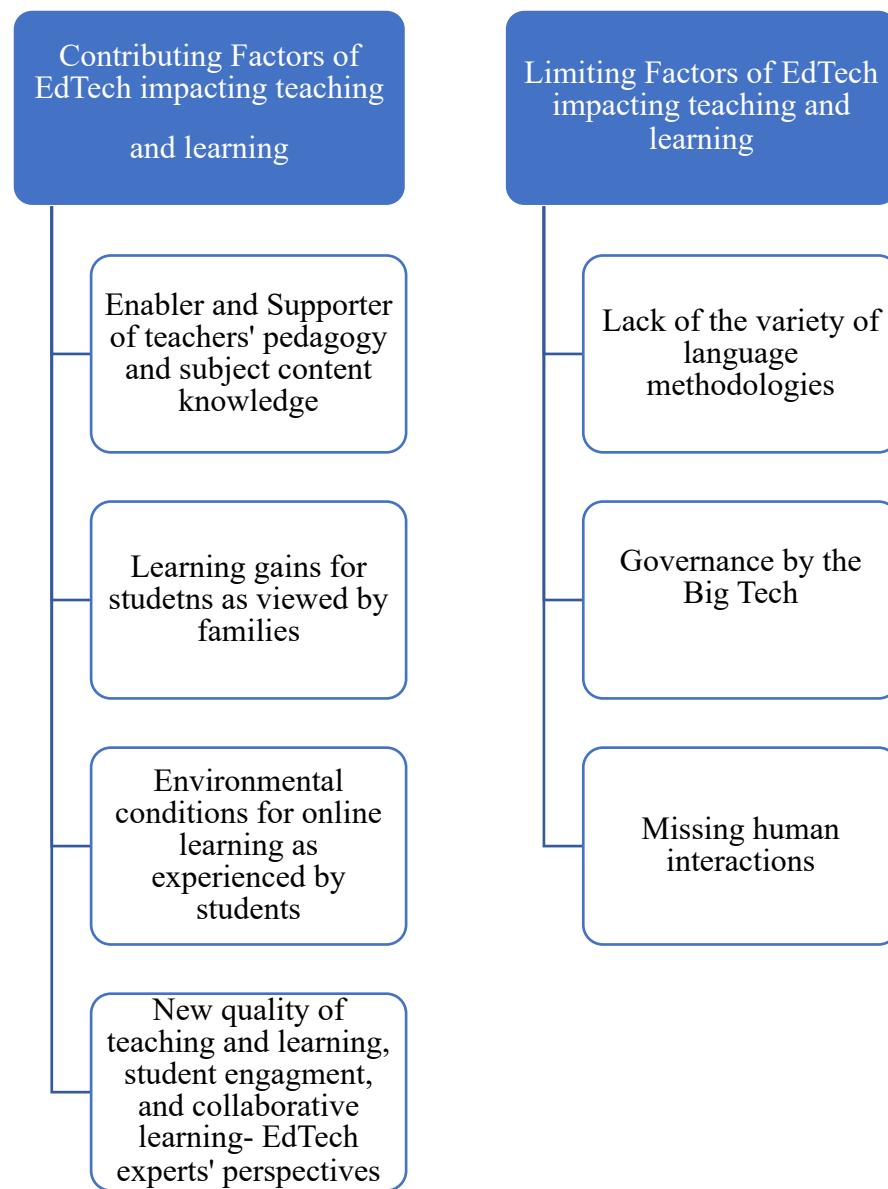 Contributing Factors of
EdTech impacting teaching
and learning
Enabler and Supporter
of teachers' pedagogy
and subject content
knowledge
Learning gains for
studetns as viewed by
families
Environmental
conditions for online
learning as
experienced by
students
New quality of
teaching and learning,
student engagment,
and collaborative
learning- EdTech
experts' perspectives
Limiting Factors of EdTech
impacting teaching and
learning
Lack of the variety of
language
methodologies
Governance by the
Big Tech
Missing human
interactions